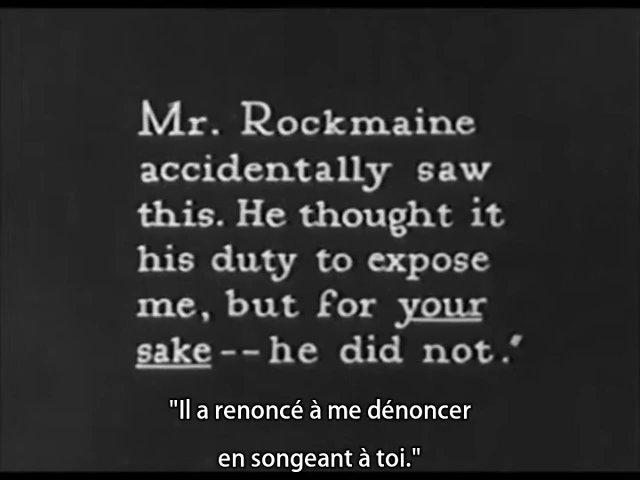 Mr. Rockmaine
accidentally saw
this. He thought it
his duty to expose
me, but for your
sake--he did not."
"Il a renoncé à me dénoncer
en songeant à toi."